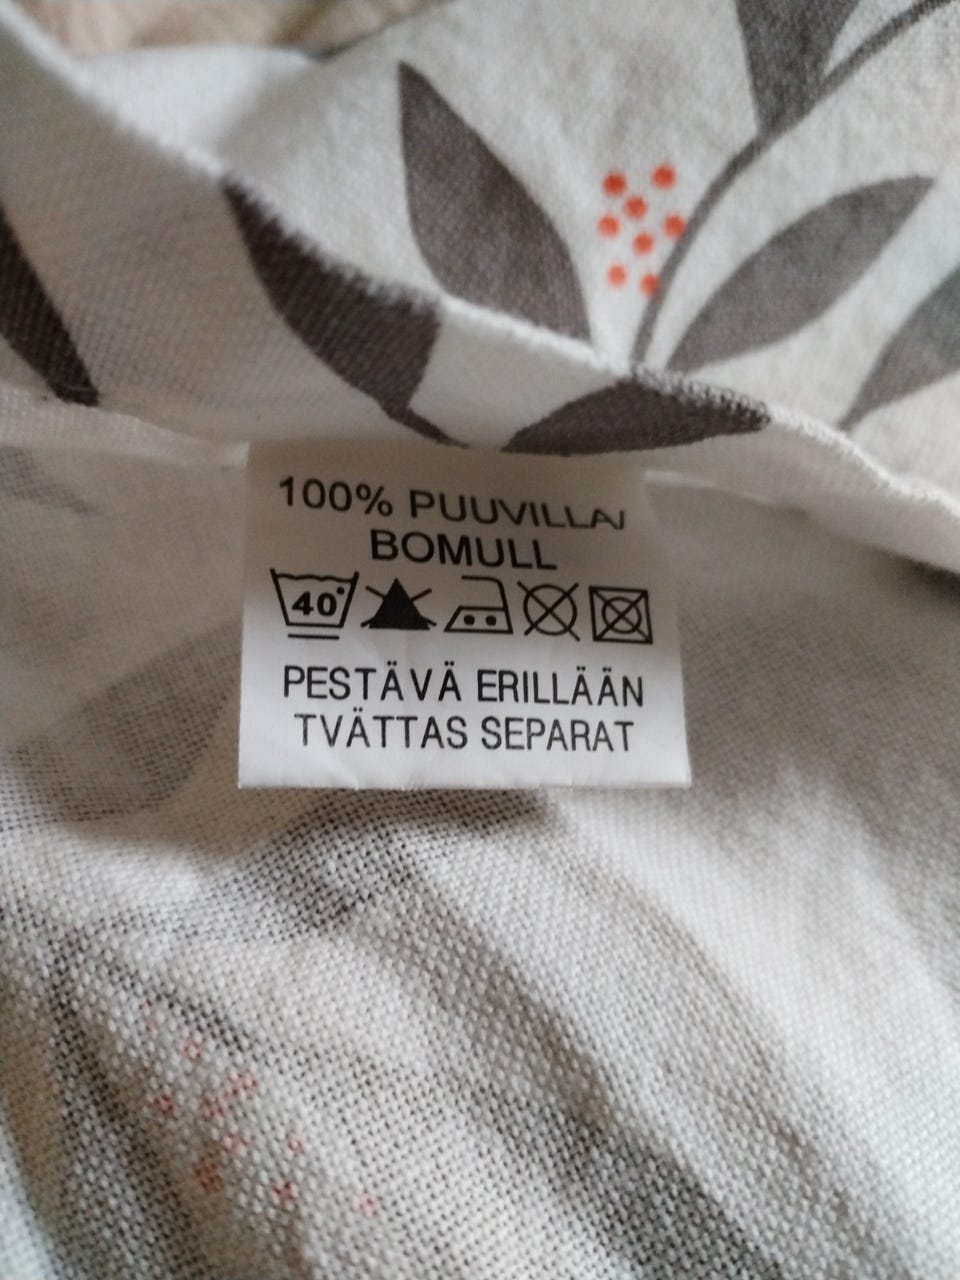 100% PUUVILLA/
BOMULL
40°
PESTÄVÄ ERILLÄÄN
TVÄTTAS SEPARAT